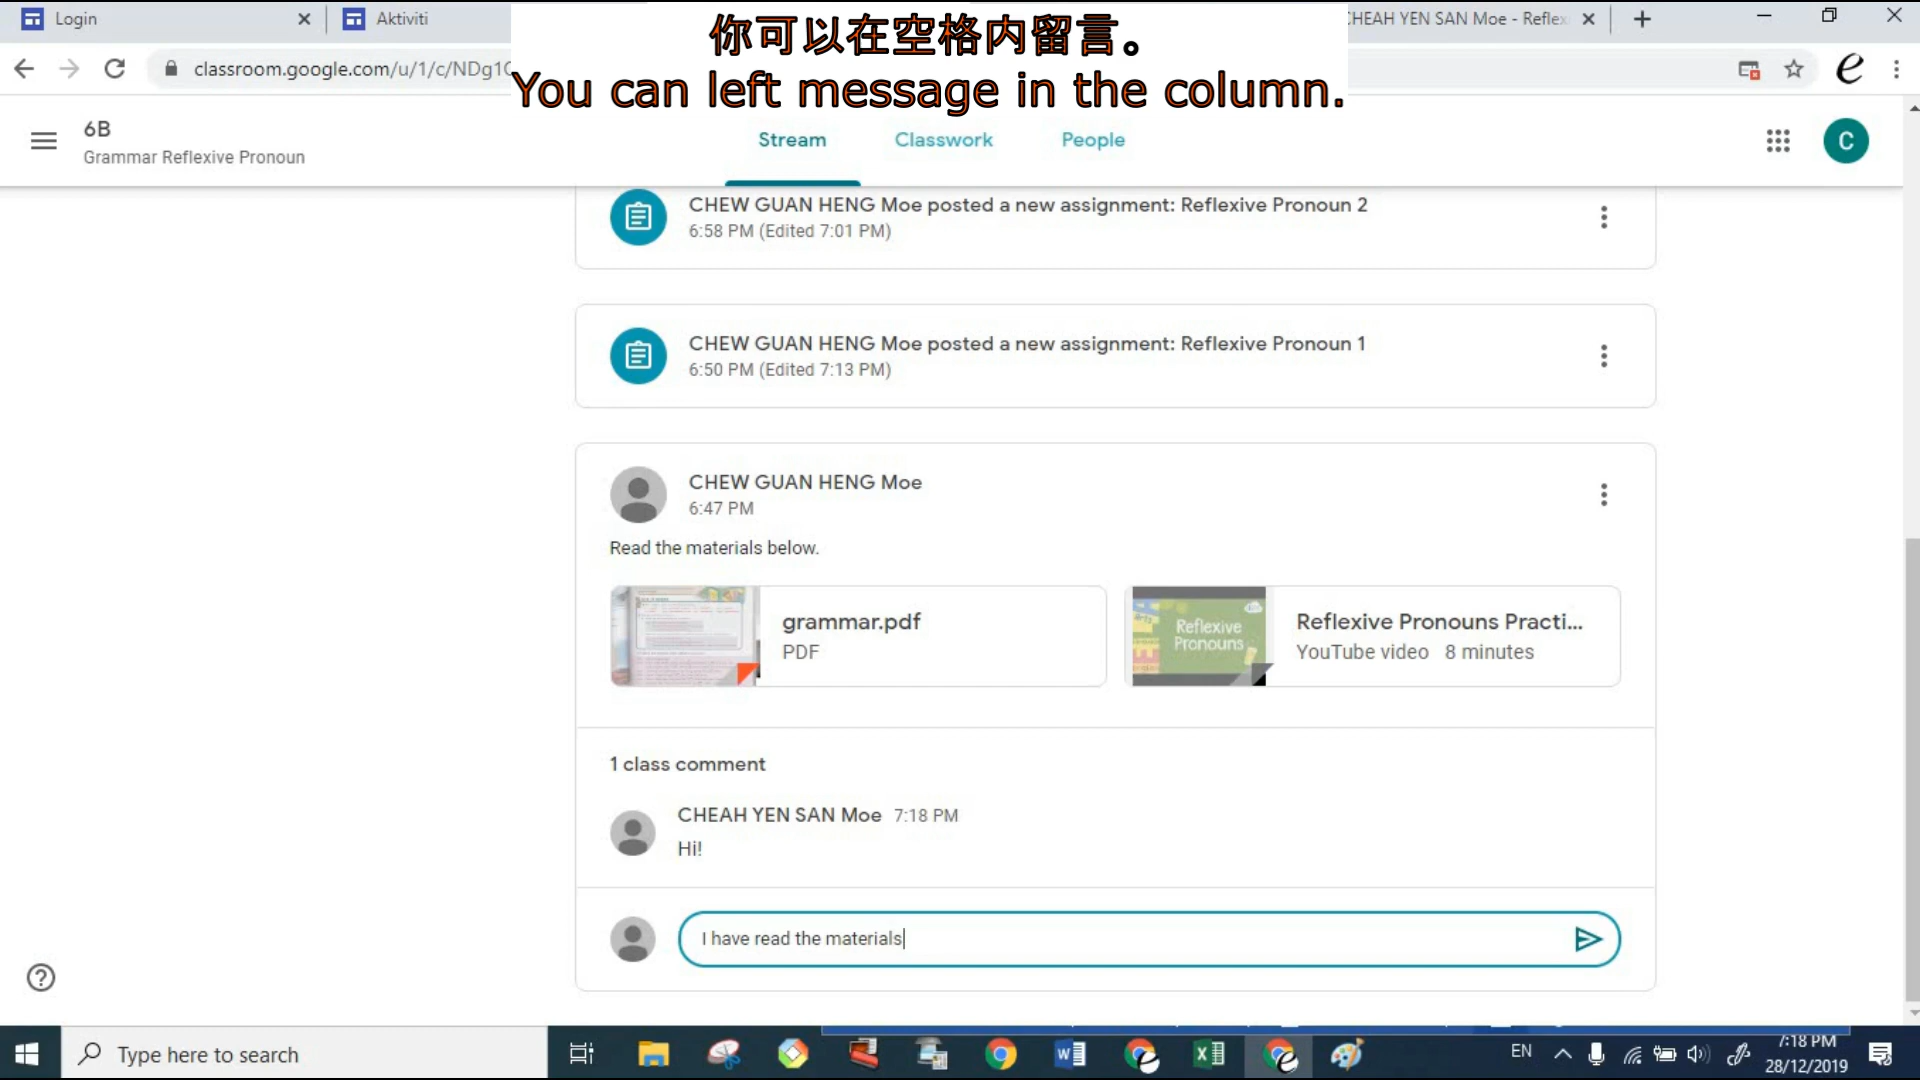 Login
Aktiviti
你可以在空格内留言。
CHEAH YEN SAN Moe - Reflex
classroom.google.com/u/1/c/NDg1
You can left message in the column.
6B
Grammar Reflexive Pronoun
Stream
Classwork
People
C
CHEW GUAN HENG Moe posted a new assignment: Reflexive Pronoun 2
6:58 PM (Edited 7:01 PM)
CHEW GUAN HENG Moe posted a new assignment: Reflexive Pronoun 1
6:50 PM (Edited 7:13 PM)
CHEW GUAN HENG Moe
6:47 PM
Read the materials below.
grammar.pdf
PDF
Reflexive
Pronouns
Reflexive Pronouns Practi...
YouTube video 8 minutes
1 class comment
CHEAH YEN SAN Moe 7:18 PM
Hi!
I have read the materials
Type here to search
EN
7:18 PM
28/12/2019